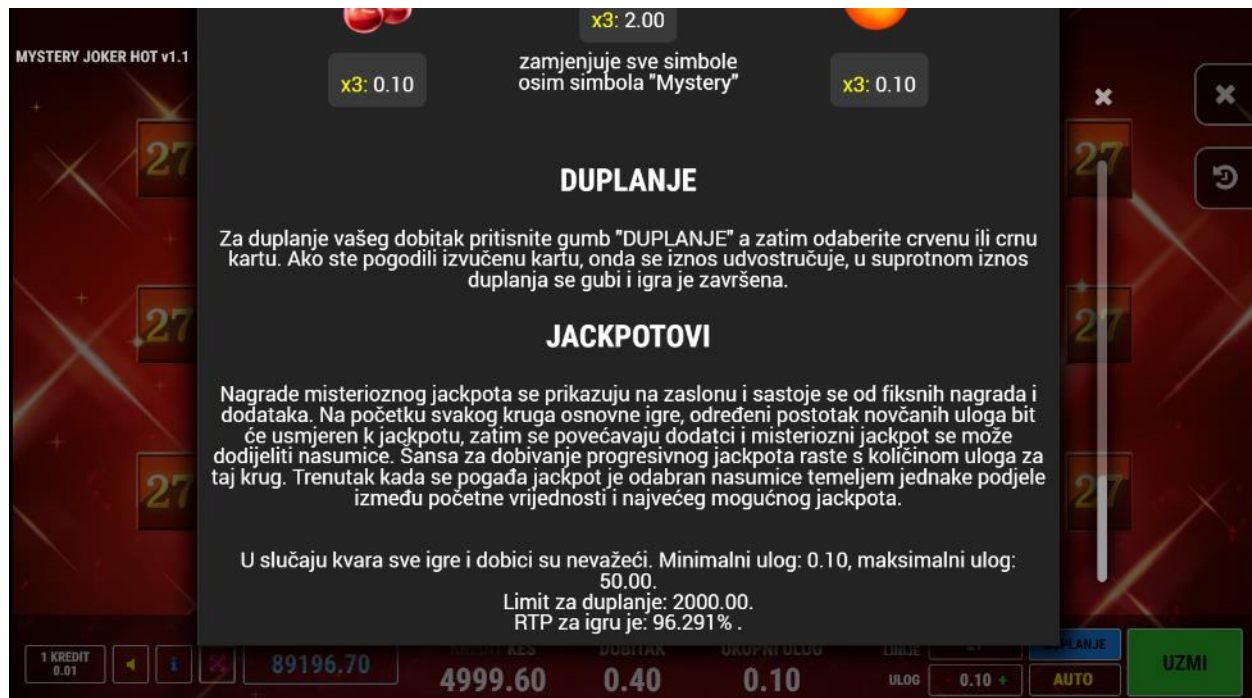 x3: 2.00
MYSTERY JOKER HOT v1.1
zamjenjuje sve simbole
osim simbola "Mystery"
x3: 0.10
x3: 0.10
27
27
DUPLANJE
Za duplanje vašeg dobitak pritisnite gumb "DUPLANJE" a zatim odaberite crvenu ili crnu
kartu. Ako ste pogodili izvučenu kartu, onda se iznos udvostručuje, u suprotnom iznos
duplanja se gubi i igra je završena.
27
27
JACKPOTOVI
Nagrade misterioznog jackpota se prikazuju na zaslonu i sastoje se od fiksnih nagrada i
dodataka. Na početku svakog kruga osnovne igre, određeni postotak novčanih uloga bit
će usmjeren k jackpotu, zatim se povećavaju dodatci i misteriozni jackpot se može
dodijeliti nasumice. Šansa za dobivanje progresivnog jackpota raste s količinom uloga za
taj krug. Trenutak kada se pogađa jackpot je odabran nasumice temeljem jednake podjele
između početne vrijednosti i najvećeg mogućnog jackpota.
27
27
U slučaju kvara sve igre i dobici su nevažeći. Minimalni ulog: 0.10, maksimalni ulog:
50.00.
Limit za duplanje: 2000.00.
RTP za igru je: 96.291% .
1 KREDIT
0.01
89196.70
KREDIT KEŠ
4999.60
DOBITAK
0.40
UKUPNI ULOG
0.10
LINIJE
27
ULOG
- 0.10 +
DUPLANJE
AUTO
UZMI